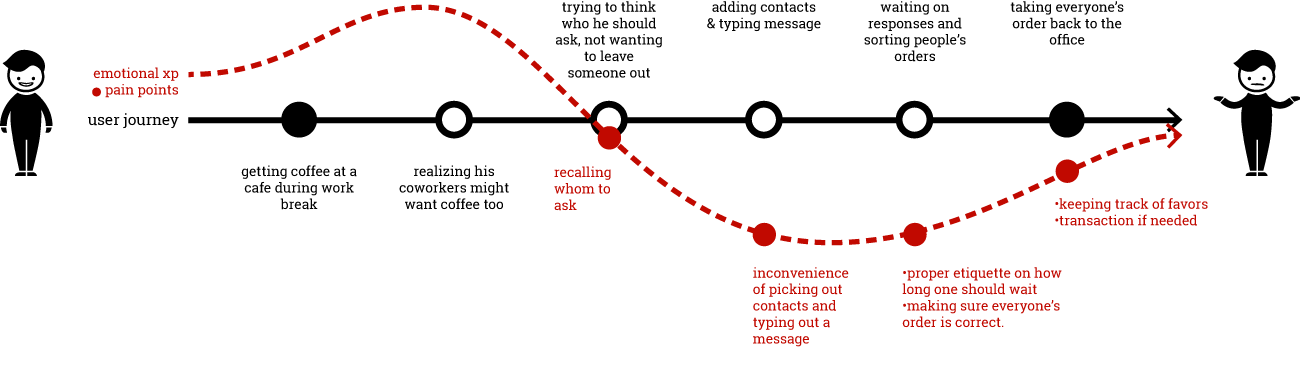 trying to think
who he should
ask, not wanting
to leave
someone out
adding contacts
& typing message
waiting on
responses and
sorting people's
orders
taking everyone's
order back to the
office
emotional xp
pain points
user journey
getting coffee at a
cafe during work
break
realizing his
coworkers might
want coffee too
recalling
whom to
ask
•keeping track of favors
•transaction if needed
inconvenience
of picking out
contacts and
typing out a
message
•proper etiquette on how
long one should wait
•making sure everyone's
order is correct.